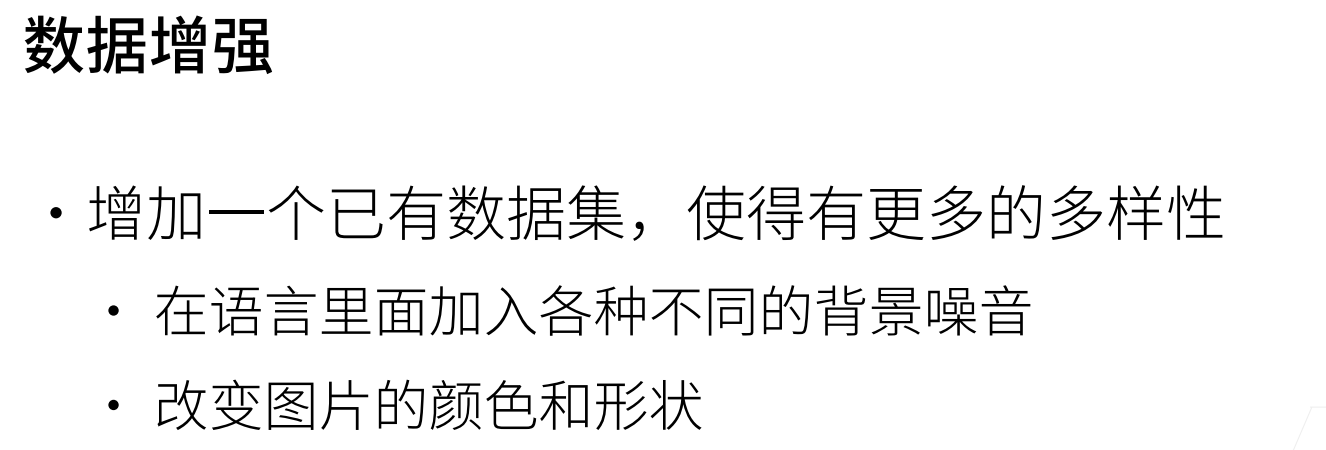 数据增强
• 增加一个已有数据集，使得有更多的多样性
• 在语言里面加入各种不同的背景噪音
• 改变图片的颜色和形状